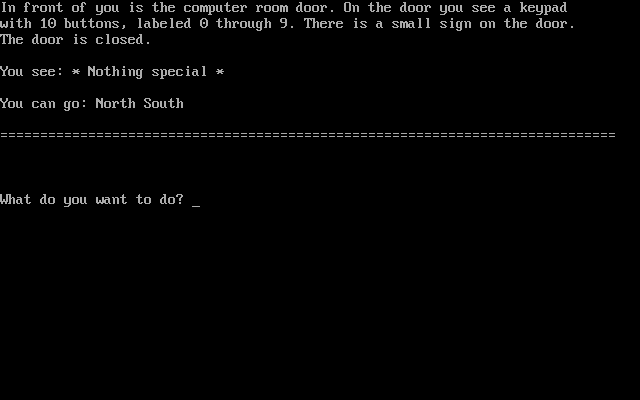 In front of you is the computer room door. On the door you see a keypad
with 10 buttons, labeled 0 through 9. There is a small sign on the door.
The door is closed.
You see: * Nothing special *
You can go: North South
=============================================================================
What do you want to do? _